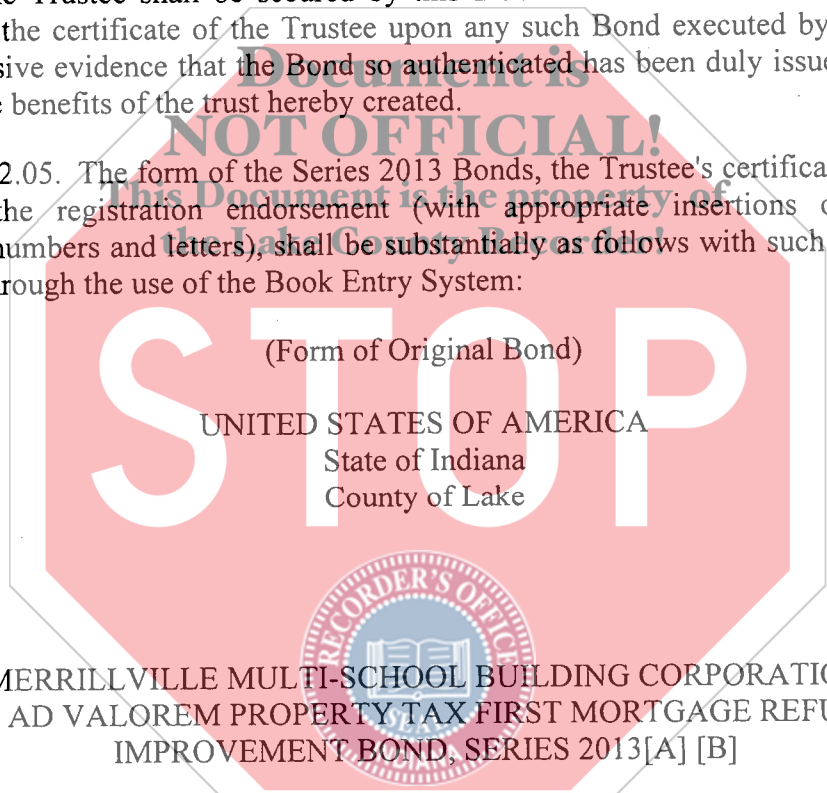 the Trustee shall be secured by this
the certificate of the Trustee upon any such Bond executed by
sive evidence that the Bond so authenticated has been duly issue
benefits of the trust hereby created.
Document is
NOT OFFICIAL!
This Document is the property of
the Lake County Recorder!
2.05. The form of the Series 2013 Bonds, the Trustee's certifica
the registration endorsement (with appropriate insertions
numbers and letters), shall be substantially as follows with such
rough the use of the Book Entry System:
STOP
(Form of Original Bond)
UNITED STATES OF AMERICA
State of Indiana
County of Lake
RECORDER'S OFFICE
SEAL
INDIANA
MERRILLVILLE MULTI-SCHOOL BUILDING CORPORATIO
AD VALOREM PROPERTY TAX FIRST MORTGAGE REFU
IMPROVEMENT BOND, SERIES 2013[A] [B]